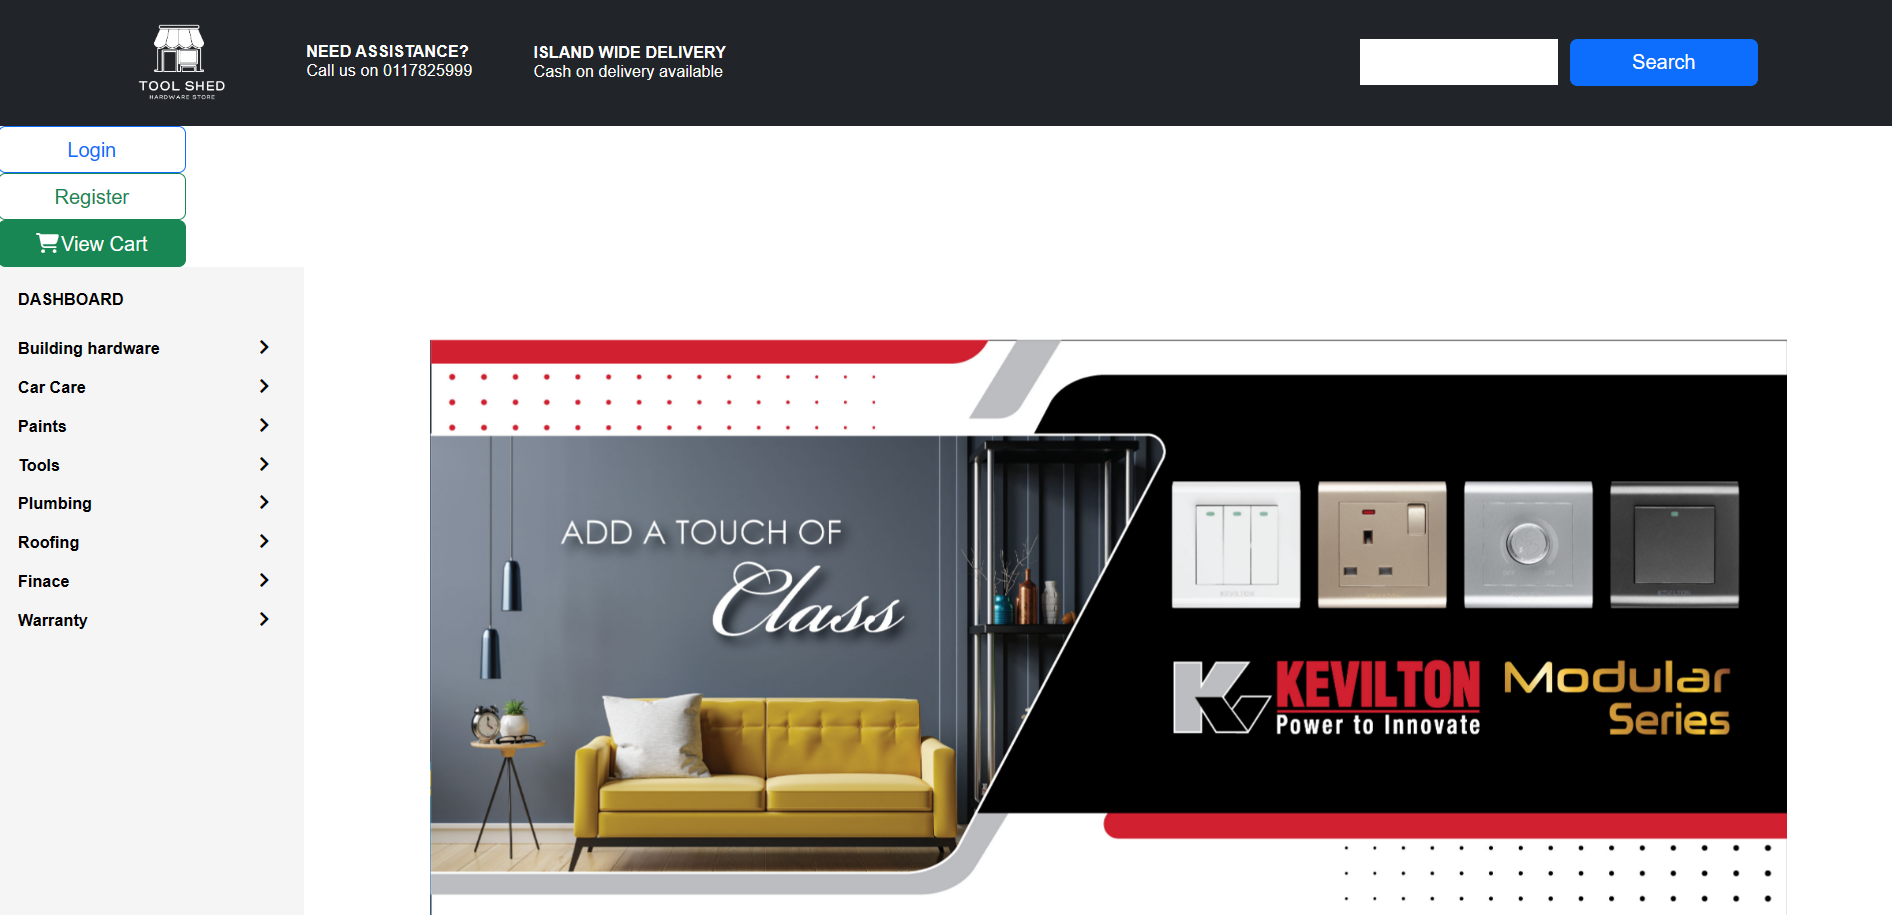 TOOL SHED
HARDWARE STORE
NEED ASSISTANCE?
Call us on 0117825999
ISLAND WIDE DELIVERY
Cash on delivery available
Search
Login
Register
View Cart
DASHBOARD
Building hardware
Car Care
Paints
Tools
Plumbing
Roofing
Finace
Warranty
ADD A TOUCH OF
Class
KEVILTON
KEVILTON
KEVILTON
Power to Innovate
Modular
Series